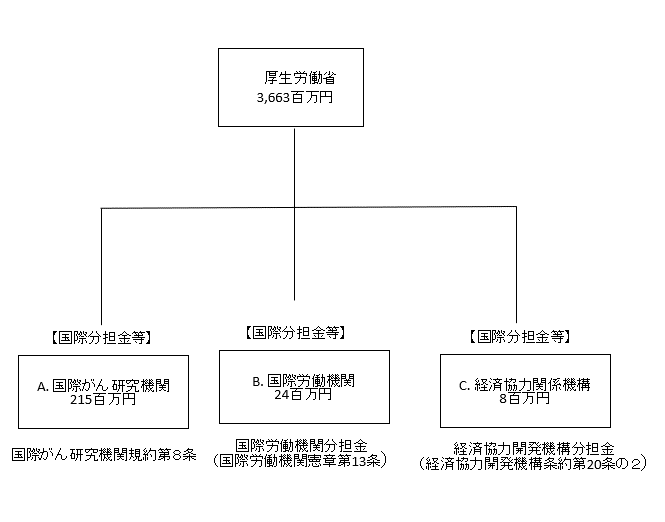 厚生労働省
3,663百万円
【国際分担金等】
【国際分担金等】
【国際分担金等】
A. 国際がん研究機関
215百万円
B. 国際労働機関
24百万円
C. 経済協力関係機構
8百万円
国際がん研究機関規約第８条
国際労働機関分担金
（国際労働機関憲章第13条）
経済協力開発機構分担金
（経済協力開発機構条約第20条の２）